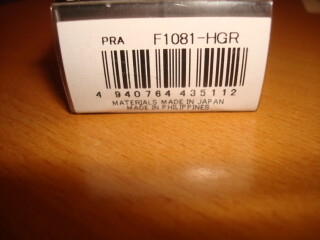 PRA F1081-HGR
4 940764 435112
MATERIALS MADE IN JAPAN
MADE IN PHILIPPINES